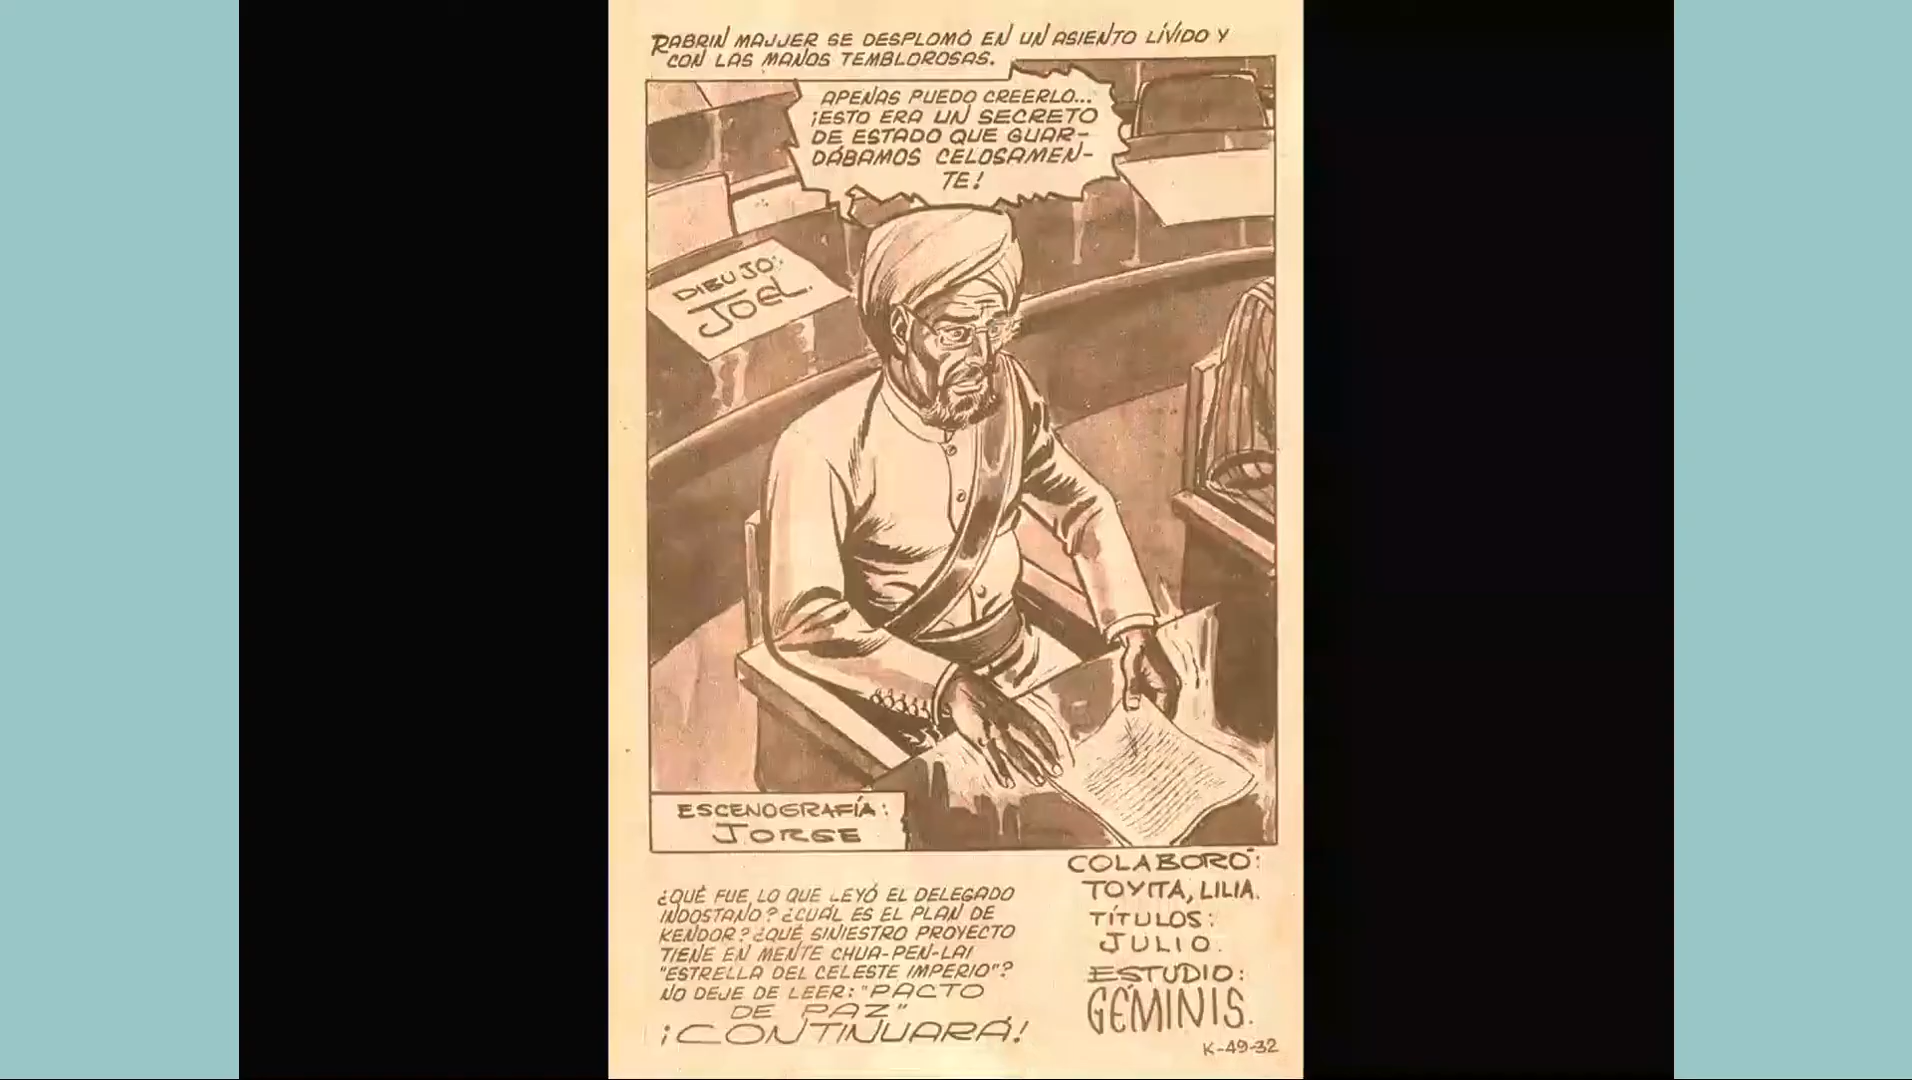 RABRIN MAJJER SE DESPLOMÓ EN UN ASIENTO LÍVIDO Y
CON LAS MANOS TEMBLOROSAS.
APENAS PUEDO CREERLO...
¡ESTO ERA UN SECRETO
DE ESTADO QUE GUAR-
DÁBAMOS CELOSAMEN-
TE!
DIBUJO:
JOEL.
ESCENOGRAFÍA:
JORGE
¿QUÉ FUE LO QUE LEYÓ EL DELEGADO
INDOSTANO? ¿CUÁL ES EL PLAN DE
KENDOR? ¿QUÉ SINIESTRO PROYECTO
TIENE EN MENTE CHUA-PEN-LAI
"ESTRELLA DEL CELESTE IMPERIO"?
NO DEJE DE LEER: "PACTO
DE PAZ"
¡CONTINUARÁ!
COLABORÓ:
TOYITA, LILIA.
TÍTULOS:
JULIO.
ESTUDIO:
GÉMINIS.
K-49-32